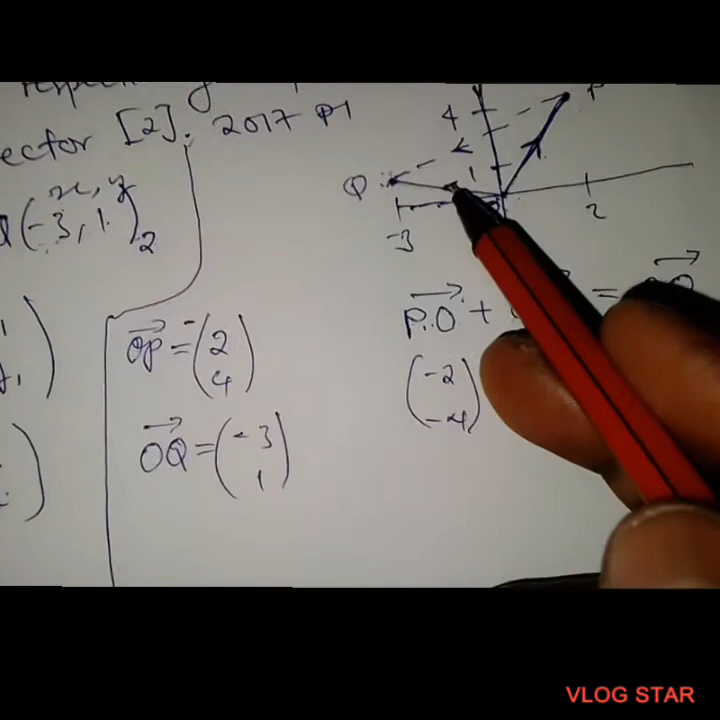 ector [2]. 2017 P1
x, y
(-3, 1)
2
4
P
Q
1
-3
2
OP = (2
4)
OQ = (-3
1)
P.O + =
(-2
-4)
VLOG STAR